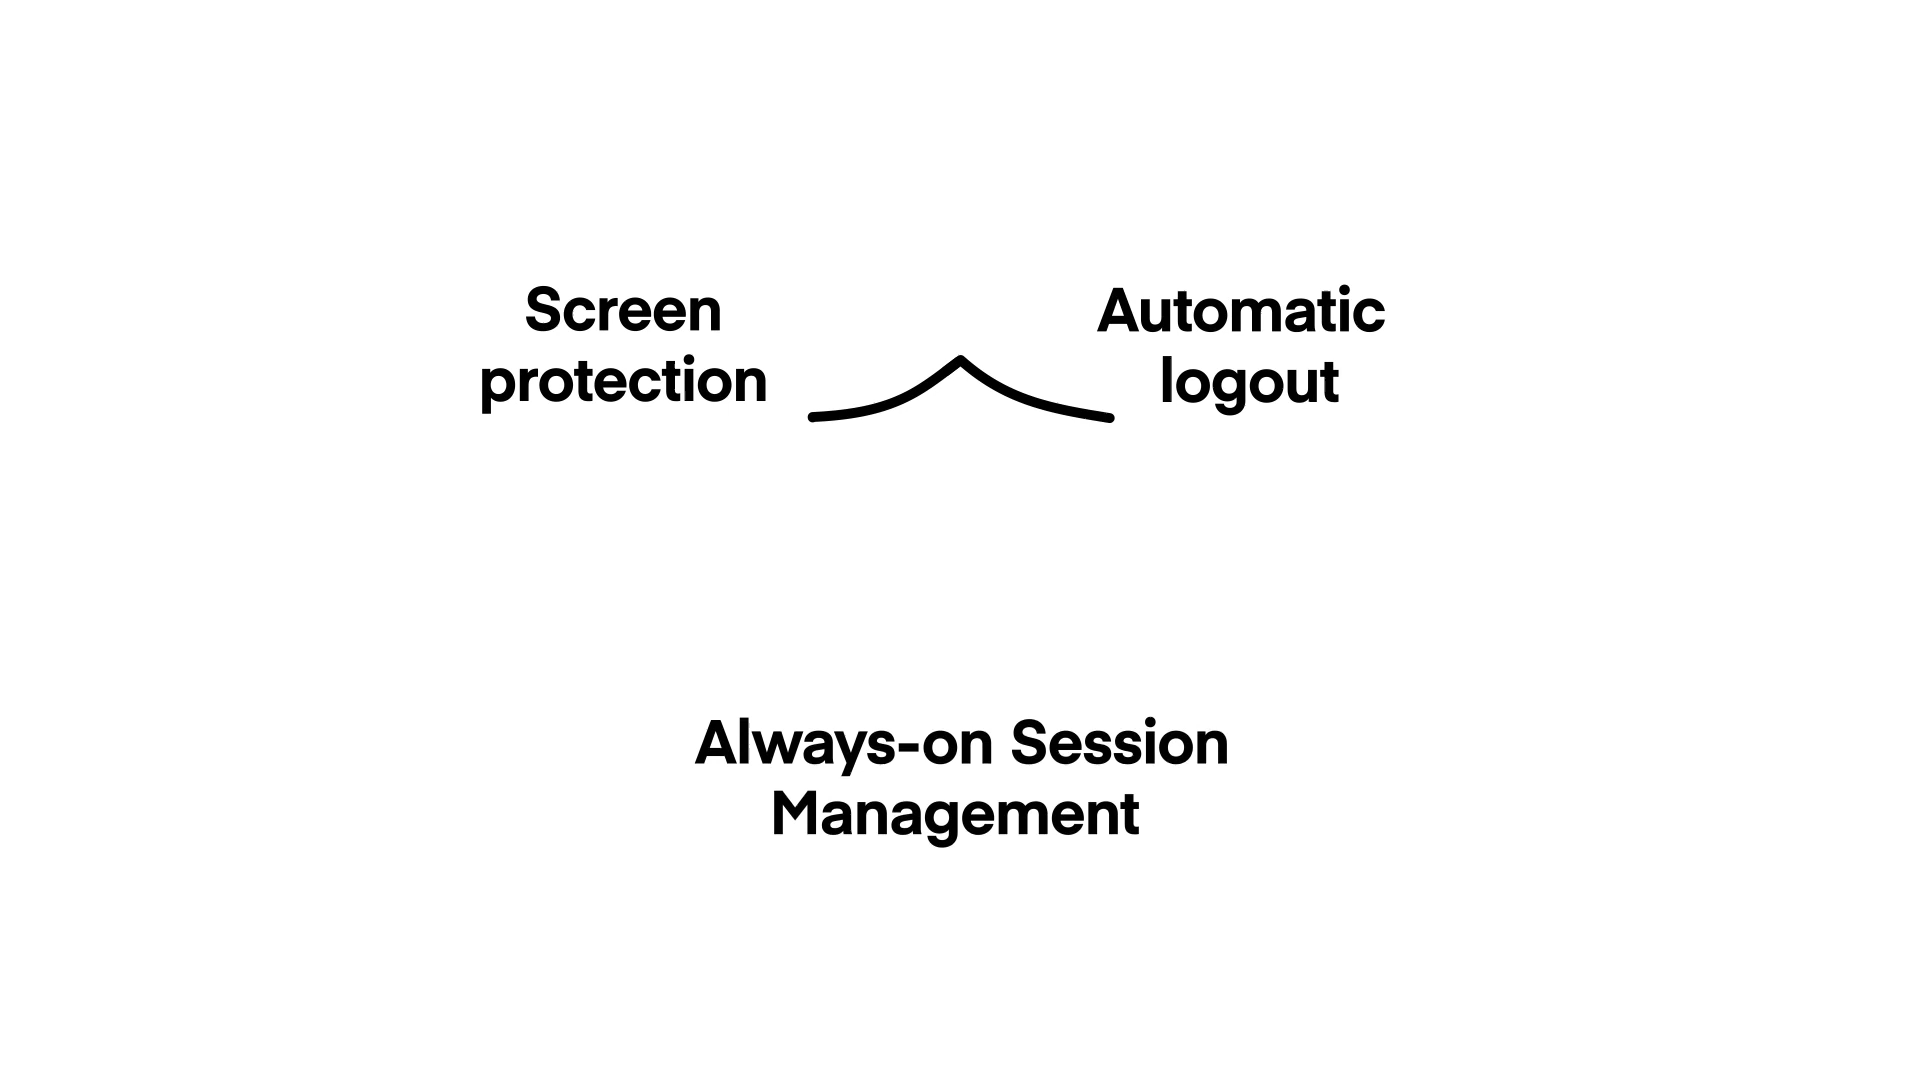 Screen
protection
Automatic
logout
Always-on Session
Management